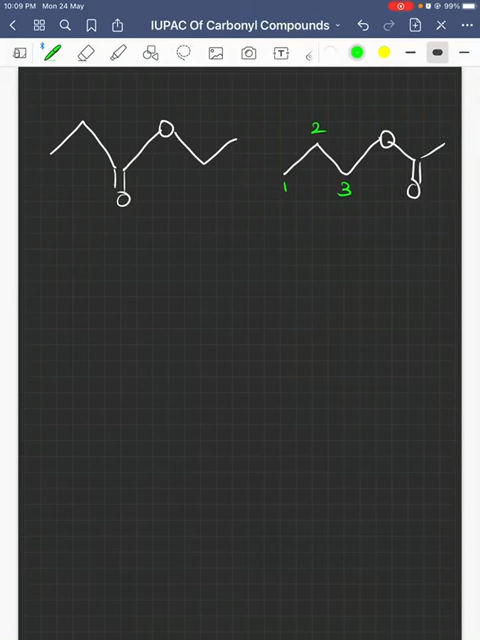 10:09 PM Mon 24 May
99%
IUPAC Of Carbonyl Compounds
T
O
O
2
O
O
1
3